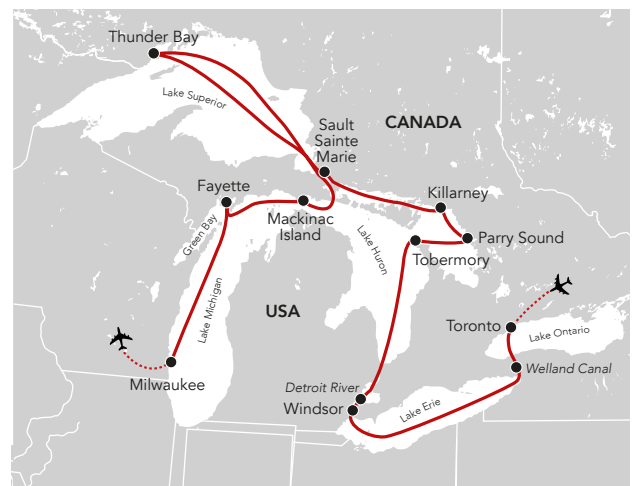 Thunder Bay
Lake Superior
CANADA
Sault
Sainte
Marie
Fayette
Killarney
Mackinac
Island
Green Bay
Lake Huron
Parry Sound
Tobermory
Lake Michigan
USA
Toronto
Lake Ontario
Milwaukee
Welland Canal
Detroit River
Windsor
Lake Erie